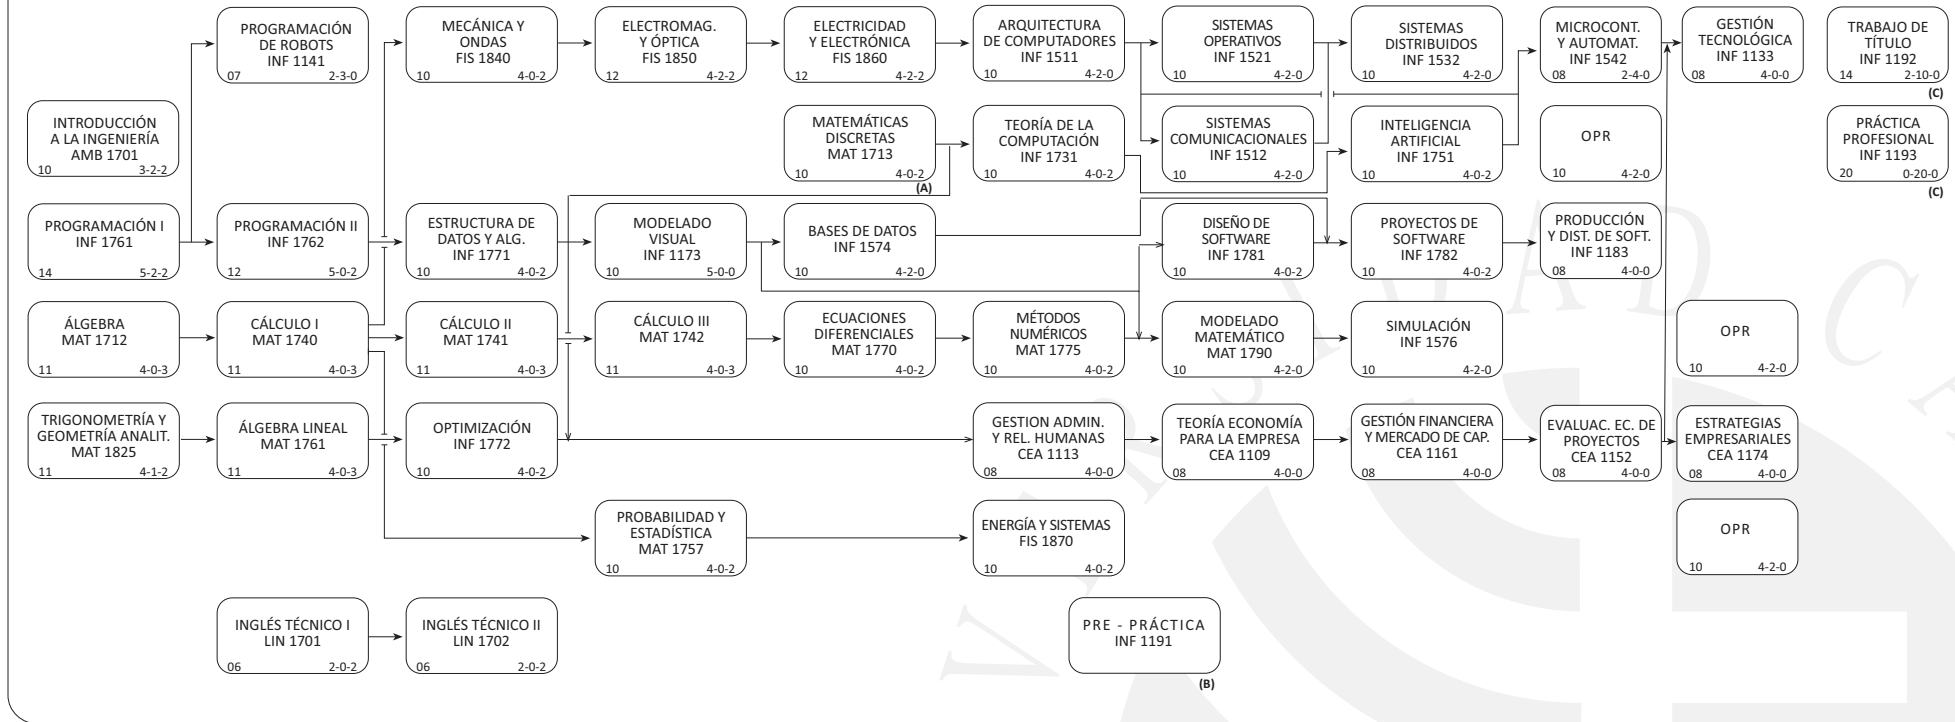 PROGRAMACIÓN
DE ROBOTS
INF 1141
07 2-3-0
MECÁNICA Y
ONDAS
FIS 1840
10 4-0-2
ELECTROMAG.
Y ÓPTICA
FIS 1850
12 4-2-2
ELECTRICIDAD
Y ELECTRÓNICA
FIS 1860
12 4-2-2
ARQUITECTURA
DE COMPUTADORES
INF 1511
10 4-2-0
SISTEMAS
OPERATIVOS
INF 1521
10 4-2-0
SISTEMAS
DISTRIBUIDOS
INF 1532
10 4-2-0
MICROCONT.
Y AUTOMAT.
INF 1542
08 2-4-0
GESTIÓN
TECNOLÓGICA
INF 1133
08 4-0-0
TRABAJO DE
TÍTULO
INF 1192
14 2-10-0
(C)
INTRODUCCIÓN
A LA INGENIERÍA
AMB 1701
10 3-2-2
MATEMÁTICAS
DISCRETAS
MAT 1713
10 4-0-2
(A)
TEORÍA DE LA
COMPUTACIÓN
INF 1731
10 4-0-2
SISTEMAS
COMUNICACIONALES
INF 1512
10 4-2-0
INTELIGENCIA
ARTIFICIAL
INF 1751
10 4-0-2
OPR
10 4-2-0
PRÁCTICA
PROFESIONAL
INF 1193
20 0-20-0
(C)
PROGRAMACIÓN I
INF 1761
14 5-2-2
PROGRAMACIÓN II
INF 1762
12 5-0-2
ESTRUCTURA DE
DATOS Y ALG.
INF 1771
10 4-0-2
MODELADO
VISUAL
INF 1173
10 5-0-0
BASES DE DATOS
INF 1574
10 4-2-0
DISEÑO DE
SOFTWARE
INF 1781
10 4-0-2
PROYECTOS DE
SOFTWARE
INF 1782
10 4-0-2
PRODUCCIÓN
Y DIST. DE SOFT.
INF 1183
08 4-0-0
ÁLGEBRA
MAT 1712
11 4-0-3
CÁLCULO I
MAT 1740
11 4-0-3
CÁLCULO II
MAT 1741
11 4-0-3
CÁLCULO III
MAT 1742
11 4-0-3
ECUACIONES
DIFERENCIALES
MAT 1770
10 4-0-2
MÉTODOS
NUMÉRICOS
MAT 1775
10 4-0-2
MODELADO
MATEMÁTICO
MAT 1790
10 4-2-0
SIMULACIÓN
INF 1576
10 4-2-0
OPR
10 4-2-0
TRIGONOMETRÍA Y
GEOMETRÍA ANALIT.
MAT 1825
11 4-1-2
ÁLGEBRA LINEAL
MAT 1761
11 4-0-3
OPTIMIZACIÓN
INF 1772
10 4-0-2
GESTION ADMIN.
Y REL. HUMANAS
CEA 1113
08 4-0-0
TEORÍA ECONOMÍA
PARA LA EMPRESA
CEA 1109
08 4-0-0
GESTIÓN FINANCIERA
Y MERCADO DE CAP.
CEA 1161
08 4-0-0
EVALUAC. EC. DE
PROYECTOS
CEA 1152
08 4-0-0
ESTRATEGIAS
EMPRESARIALES
CEA 1174
08 4-0-0
PROBABILIDAD Y
ESTADÍSTICA
MAT 1757
10 4-0-2
ENERGÍA Y SISTEMAS
FIS 1870
10 4-0-2
OPR
10 4-2-0
INGLÉS TÉCNICO I
LIN 1701
06 2-0-2
INGLÉS TÉCNICO II
LIN 1702
06 2-0-2
PRE - PRÁCTICA
INF 1191
(B)